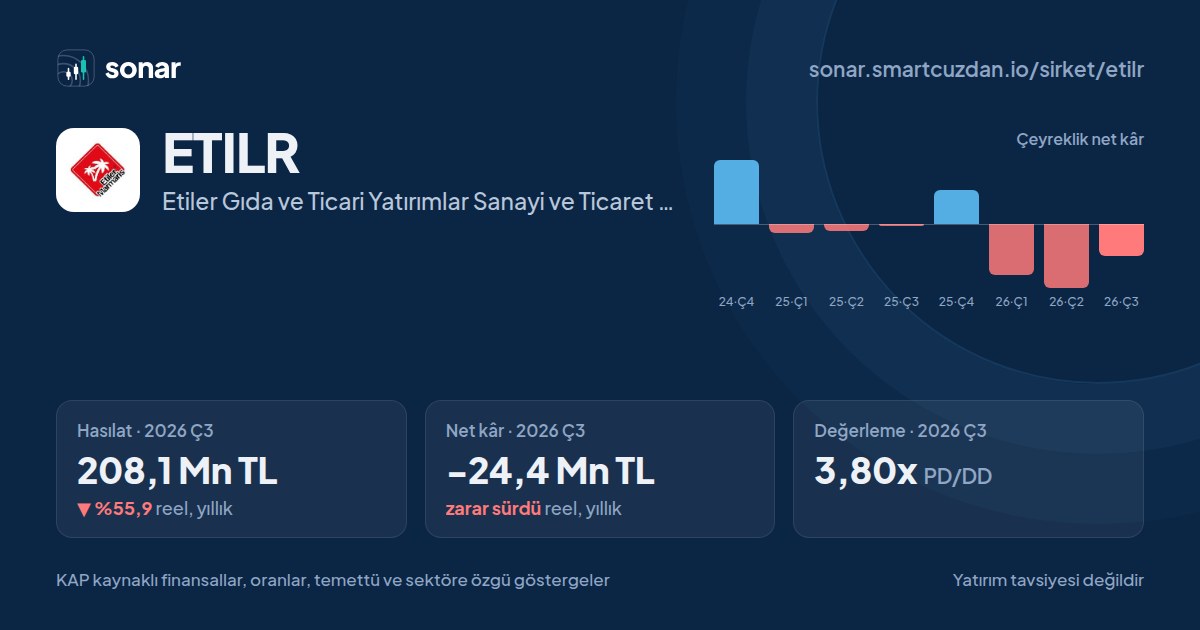 sonar
sonar.smartcuzdan.io/sirket/etilr
ETILR
Etiler Gıda ve Ticari Yatırımlar Sanayi ve Ticaret ...
Çeyreklik net kâr
24·Ç4 25·Ç1 25·Ç2 25·Ç3 25·Ç4 26·Ç1 26·Ç2 26·Ç3
Hasılat · 2026 Ç3
208,1 Mn TL
▼ %55,9 reel, yıllık
Net kâr · 2026 Ç3
−24,4 Mn TL
zarar sürdü reel, yıllık
Değerleme · 2026 Ç3
3,80x PD/DD
KAP kaynaklı finansallar, oranlar, temettü ve sektöre özgü göstergeler
Yatırım tavsiyesi değildir